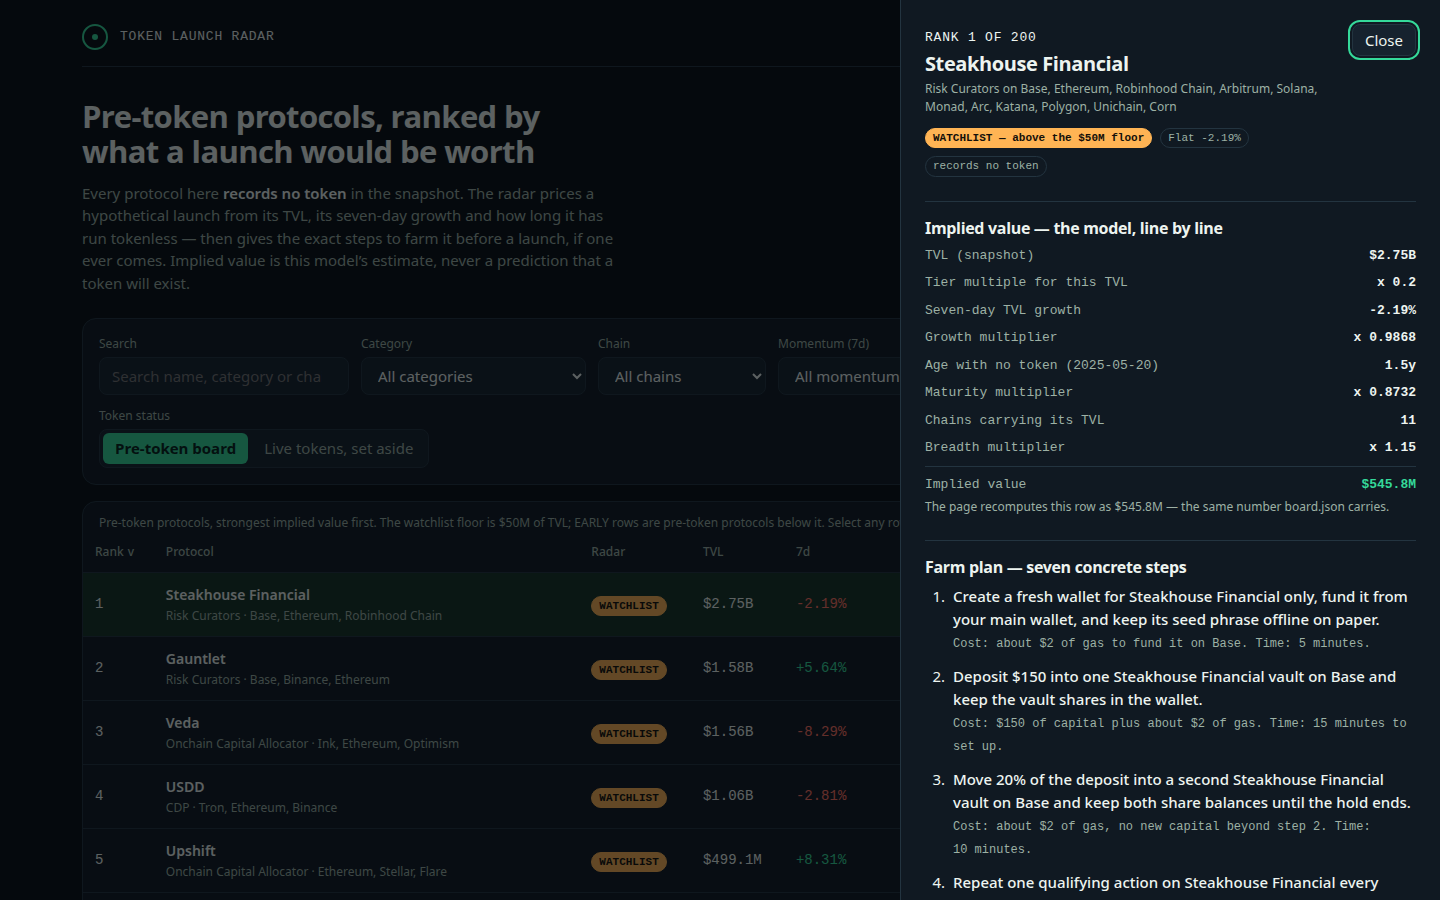 TOKEN LAUNCH RADAR
Pre-token protocols, ranked by
what a launch would be worth
Every protocol here records no token in the snapshot. The radar prices a
hypothetical launch from its TVL, its seven-day growth and how long it has
run tokenless — then gives the exact steps to farm it before a launch, if one
ever comes. Implied value is this model's estimate, never a prediction that a
token will exist.
Search
Category
Chain
Momentum (7d)
Search name, category or cha
All categories
All chains
All momentum
Token status
Pre-token board
Live tokens, set aside
Pre-token protocols, strongest implied value first. The watchlist floor is $50M of TVL; EARLY rows are pre-token protocols below it. Select any ro
Rank v Protocol Radar TVL 7d
1 Steakhouse Financial WATCHLIST $2.75B -2.19%
Risk Curators · Base, Ethereum, Robinhood Chain
2 Gauntlet WATCHLIST $1.58B +5.64%
Risk Curators · Base, Binance, Ethereum
3 Veda WATCHLIST $1.56B -8.29%
Onchain Capital Allocator · Ink, Ethereum, Optimism
4 USDD WATCHLIST $1.06B -2.81%
CDP · Tron, Ethereum, Binance
5 Upshift WATCHLIST $499.1M +8.31%
Onchain Capital Allocator · Ethereum, Stellar, Flare
RANK 1 OF 200
Close
Steakhouse Financial
Risk Curators on Base, Ethereum, Robinhood Chain, Arbitrum, Solana,
Monad, Arc, Katana, Polygon, Unichain, Corn
WATCHLIST — above the $50M floor
Flat -2.19%
records no token
Implied value — the model, line by line
TVL (snapshot) $2.75B
Tier multiple for this TVL x 0.2
Seven-day TVL growth -2.19%
Growth multiplier x 0.9868
Age with no token (2025-05-20) 1.5y
Maturity multiplier x 0.8732
Chains carrying its TVL 11
Breadth multiplier x 1.15
Implied value $545.8M
The page recomputes this row as $545.8M — the same number board.json carries.
Farm plan — seven concrete steps
1. Create a fresh wallet for Steakhouse Financial only, fund it from
your main wallet, and keep its seed phrase offline on paper.
Cost: about $2 of gas to fund it on Base. Time: 5 minutes.
2. Deposit $150 into one Steakhouse Financial vault on Base and
keep the vault shares in the wallet.
Cost: $150 of capital plus about $2 of gas. Time: 15 minutes to
set up.
3. Move 20% of the deposit into a second Steakhouse Financial
vault on Base and keep both share balances until the hold ends.
Cost: about $2 of gas, no new capital beyond step 2. Time:
10 minutes.
4. Repeat one qualifying action on Steakhouse Financial every